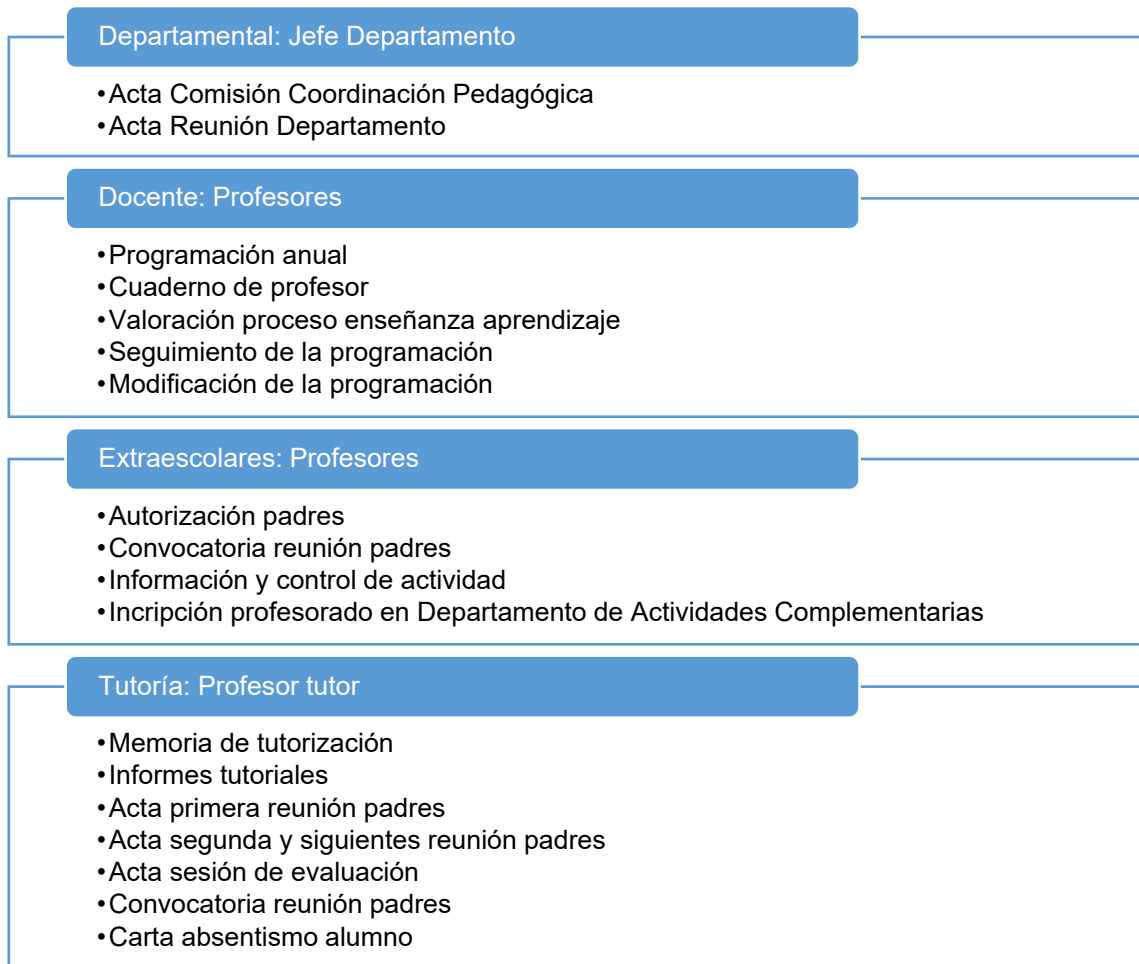 Departamental: Jefe Departamento
•Acta Comisión Coordinación Pedagógica
•Acta Reunión Departamento
Docente: Profesores
•Programación anual
•Cuaderno de profesor
•Valoración proceso enseñanza aprendizaje
•Seguimiento de la programación
•Modificación de la programación
Extraescolares: Profesores
•Autorización padres
•Convocatoria reunión padres
•Información y control de actividad
•Incripción profesorado en Departamento de Actividades Complementarias
Tutoría: Profesor tutor
•Memoria de tutorización
•Informes tutoriales
•Acta primera reunión padres
•Acta segunda y siguientes reunión padres
•Acta sesión de evaluación
•Convocatoria reunión padres
•Carta absentismo alumno